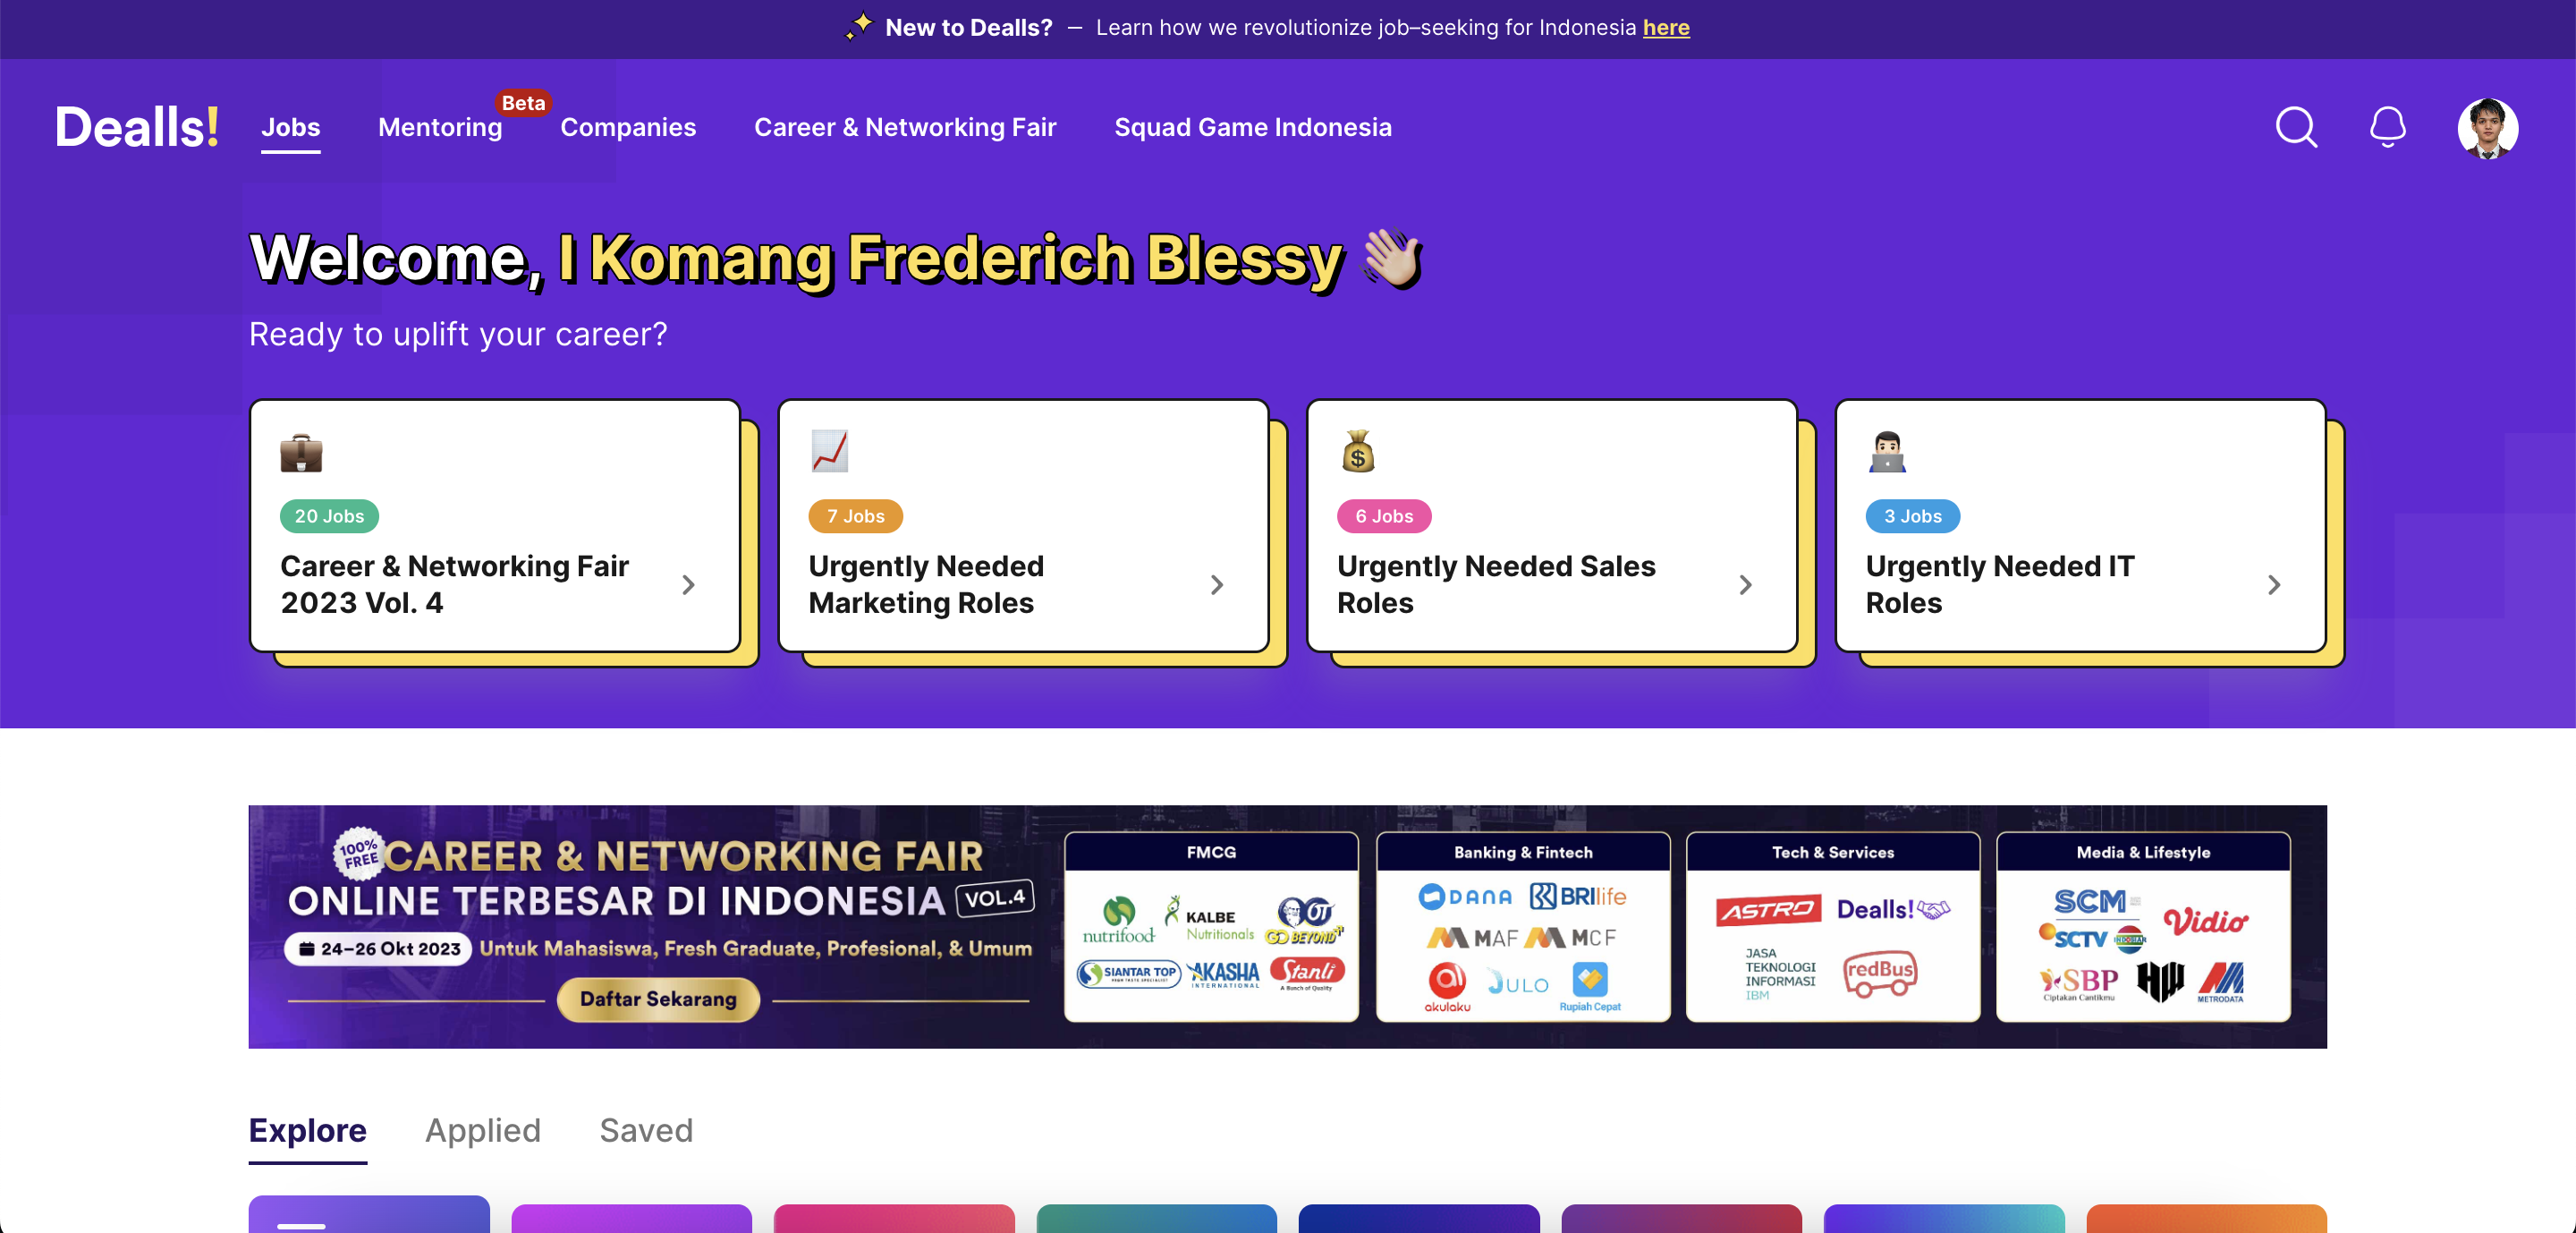 New to Dealls? — Learn how we revolutionize job–seeking for Indonesia here
Dealls!
Jobs
Mentoring
Beta
Companies
Career & Networking Fair
Squad Game Indonesia
Welcome, I Komang Frederich Blessy
Ready to uplift your career?
20 Jobs
Career & Networking Fair
2023 Vol. 4
7 Jobs
Urgently Needed
Marketing Roles
6 Jobs
Urgently Needed Sales
Roles
3 Jobs
Urgently Needed IT
Roles
100%
FREE
CAREER & NETWORKING FAIR
ONLINE TERBESAR DI INDONESIA
VOL.4
24–26 Okt 2023
Untuk Mahasiswa, Fresh Graduate, Profesional, & Umum
Daftar Sekarang
FMCG
nutrifood
KALBE
Nutritionals
OT
GO BEYOND
SIANTAR TOP
AKASHA
INTERNATIONAL
Stanli
A Bunch of Quality
Banking & Fintech
DANA
BRIlife
MAF
MCF
akulaku
JULO
Rupiah Cepat
Tech & Services
ASTRO
Dealls!
JASA
TEKNOLOGI
INFORMASI
IBM
redBus
Media & Lifestyle
SCM
SCTV
INDOSIAR
Vidio
SBP
Ciptakan Cantikmu
METRODATA
Explore
Applied
Saved